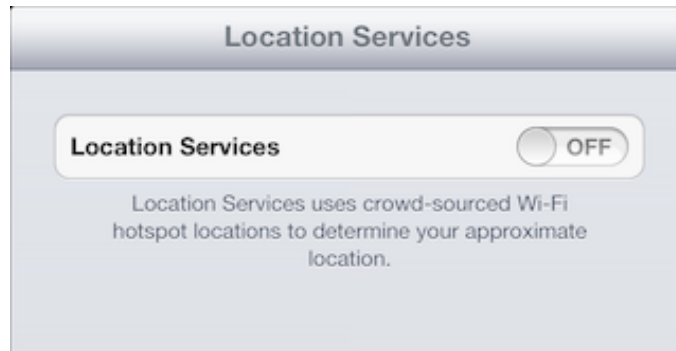 Location Services
Location Services
OFF
Location Services uses crowd-sourced Wi-Fi
hotspot locations to determine your approximate
location.